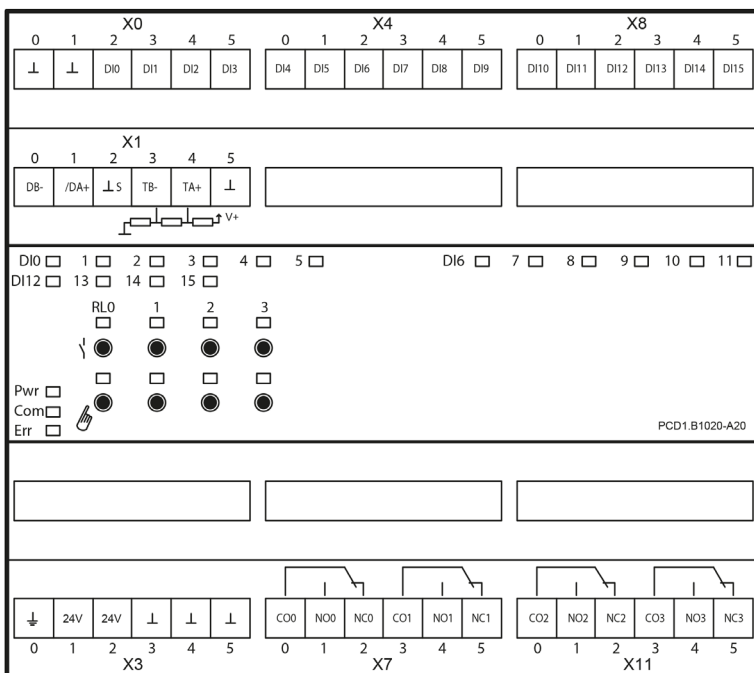 X0 X4 X8
0 1 2 3 4 5 0 1 2 3 4 5 0 1 2 3 4 5
⊥ ⊥ DI0 DI1 DI2 DI3 DI4 DI5 DI6 DI7 DI8 DI9 DI10 DI11 DI12 DI13 DI14 DI15
X1
0 1 2 3 4 5
DB- /DA+ ⊥ S TB- TA+ ⊥
V+
DI0 1 2 3 4 5 DI6 7 8 9 10 11
DI12 13 14 15
RL0 1 2 3
Pwr
Com
Err
PCD1.B1020-A20
⏚ 24V 24V ⊥ ⊥ ⊥ CO0 NO0 NC0 CO1 NO1 NC1 CO2 NO2 NC2 CO3 NO3 NC3
0 1 2 3 4 5 0 1 2 3 4 5 0 1 2 3 4 5
X3 X7 X11